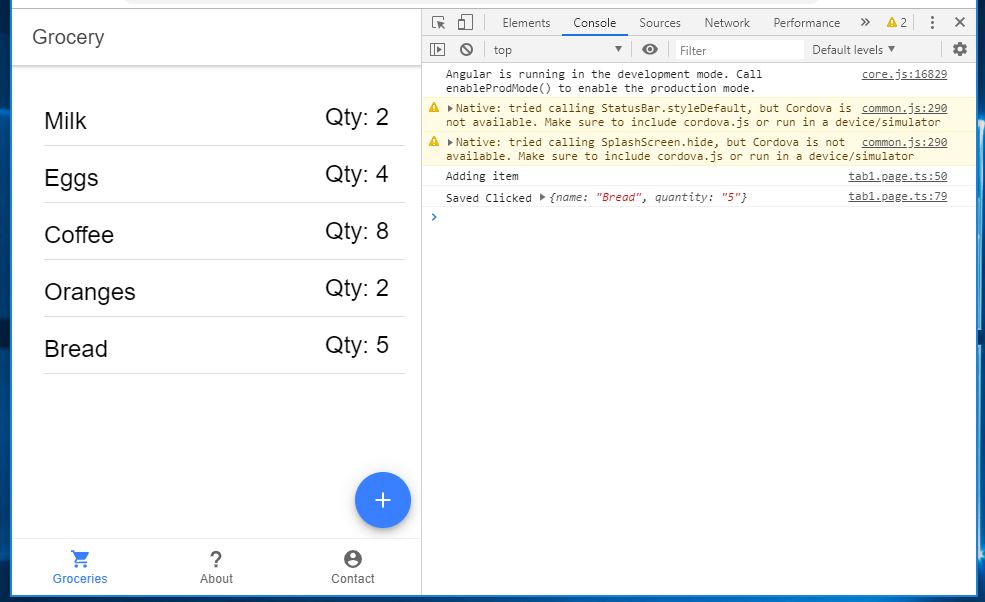 Grocery
Milk Qty: 2
Eggs Qty: 4
Coffee Qty: 8
Oranges Qty: 2
Bread Qty: 5
Groceries About Contact
Elements Console Sources Network Performance » 2
top Filter Default levels
Angular is running in the development mode. Call core.js:16829
enableProdMode() to enable the production mode.
Native: tried calling StatusBar.styleDefault, but Cordova is common.js:290
not available. Make sure to include cordova.js or run in a device/simulator
Native: tried calling SplashScreen.hide, but Cordova is not common.js:290
available. Make sure to include cordova.js or run in a device/simulator
Adding item tab1.page.ts:50
Saved Clicked {name: "Bread", quantity: "5"} tab1.page.ts:79